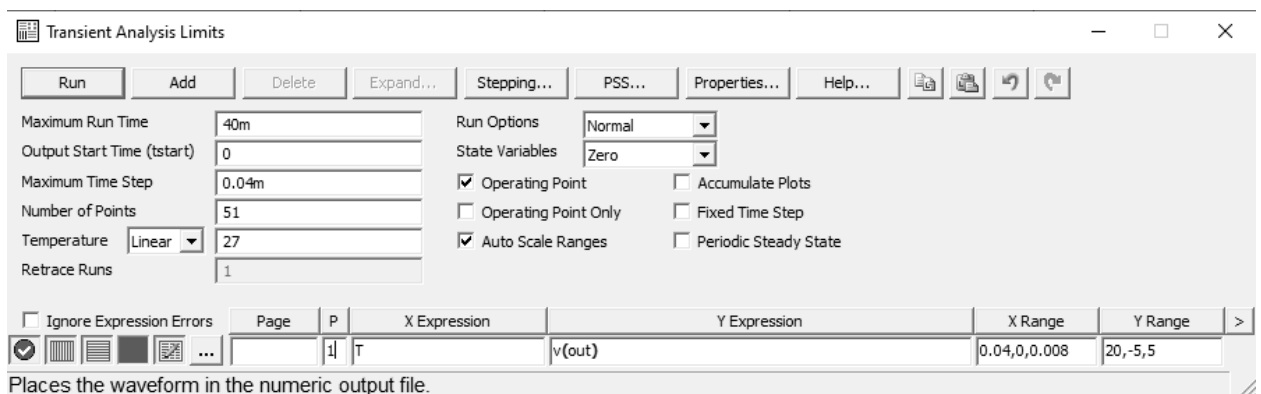 Transient Analysis Limits
Run Add Delete Expand... Stepping... PSS... Properties... Help...
Maximum Run Time 40m Run Options Normal
Output Start Time (tstart) 0 State Variables Zero
Maximum Time Step 0.04m Operating Point Accumulate Plots
Number of Points 51 Operating Point Only Fixed Time Step
Temperature Linear 27 Auto Scale Ranges Periodic Steady State
Retrace Runs 1
Ignore Expression Errors Page P X Expression Y Expression X Range Y Range >
... 1 T v(out) 0.04,0,0.008 20,-5,5
Places the waveform in the numeric output file.